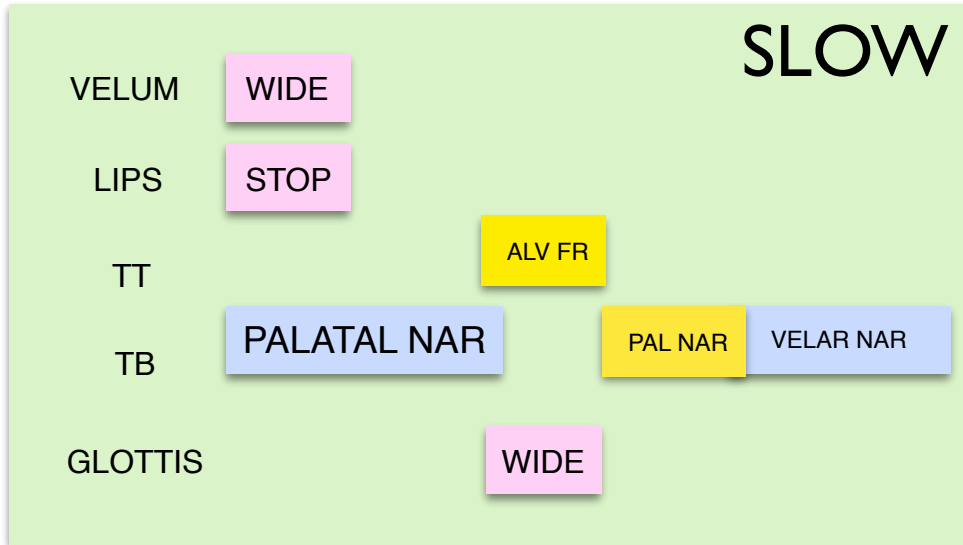 SLOW
VELUM WIDE
LIPS STOP
TT ALV FR
TB PALATAL NAR PAL NAR VELAR NAR
GLOTTIS WIDE